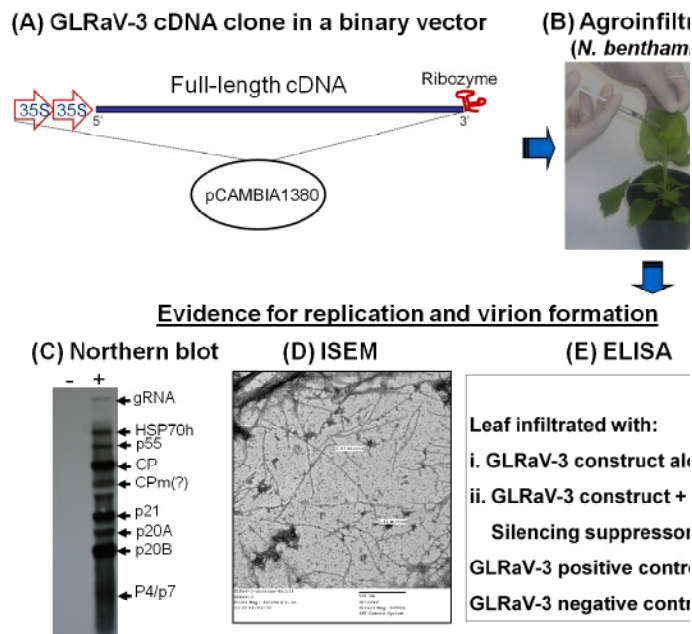 (A) GLRaV-3 cDNA clone in a binary vector
(B) Agroinfiltr
(N. bentham
Full-length cDNA
Ribozyme
35S 35S
5'
3'
pCAMBIA1380
Evidence for replication and virion formation
(C) Northern blot
(D) ISEM
(E) ELISA
- +
gRNA
HSP70h
p55
CP
CPm(?)
p21
p20A
p20B
P4/p7
Leaf infiltrated with:
i. GLRaV-3 construct alo
ii. GLRaV-3 construct +
Silencing suppressor
GLRaV-3 positive contro
GLRaV-3 negative contr